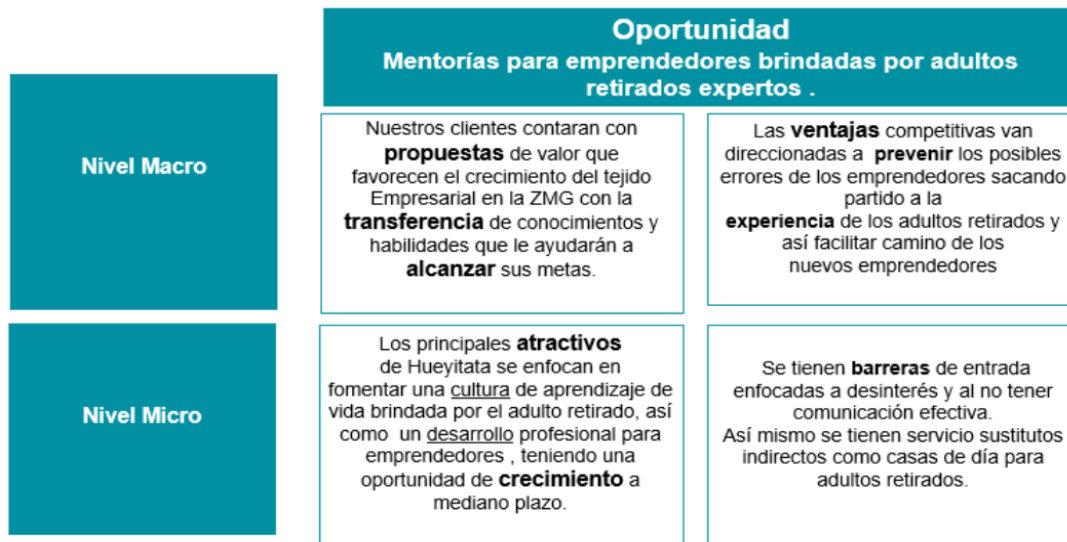 Oportunidad
Mentorías para emprendedores brindadas por adultos
retirados expertos .
Nivel Macro
Nuestros clientes contaran con
propuestas de valor que
favorecen el crecimiento del tejido
Empresarial en la ZMG con la
transferencia de conocimientos y
habilidades que le ayudarán a
alcanzar sus metas.
Las ventajas competitivas van
direccionadas a prevenir los posibles
errores de los emprendedores sacando
partido a la
experiencia de los adultos retirados y
así facilitar camino de los
nuevos emprendedores
Nivel Micro
Los principales atractivos
de Hueyitata se enfocan en
fomentar una cultura de aprendizaje de
vida brindada por el adulto retirado, así
como un desarrollo profesional para
emprendedores , teniendo una
oportunidad de crecimiento a
mediano plazo.
Se tienen barreras de entrada
enfocadas a desinterés y al no tener
comunicación efectiva.
Así mismo se tienen servicio sustitutos
indirectos como casas de día para
adultos retirados.